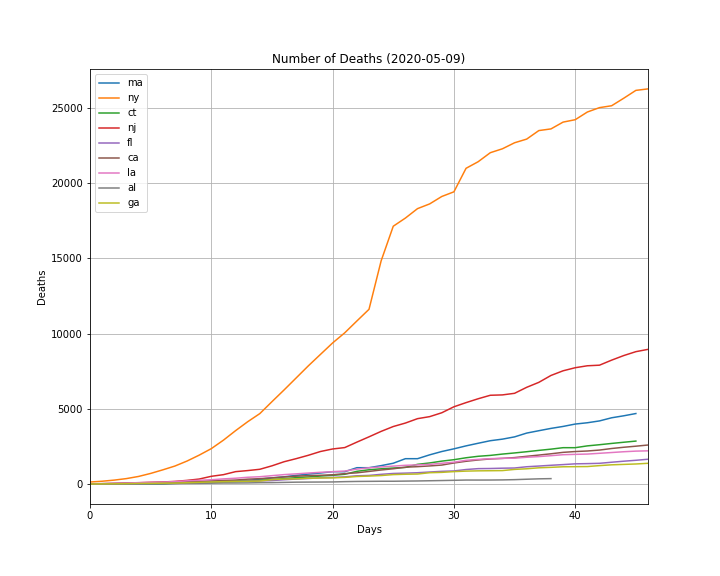 Number of Deaths (2020-05-09)
ma
ny
ct
nj
fl
ca
la
al
ga
25000
20000
15000
10000
5000
0
Deaths
0 10 20 30 40
Days